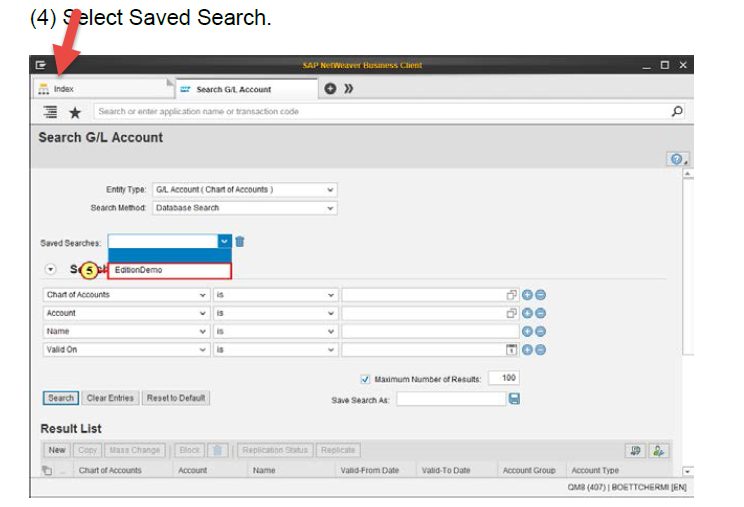 (4) Select Saved Search.
SAP NetWeaver Business Client
Index
Search G/L Account
Search or enter application name or transaction code
Search G/L Account
Entity Type: G/L Account ( Chart of Accounts )
Search Method: Database Search
Saved Searches:
5
EditionDemo
Chart of Accounts is
Account is
Name is
Valid On is
Maximum Number of Results: 100
Search Clear Entries Reset to Default
Save Search As:
Result List
New Copy Mass Change Block Replication Status Replicate
Chart of Accounts Account Name Valid-From Date Valid-To Date Account Group Account Type
QM8 (407) | BOETTCHERMI [EN]